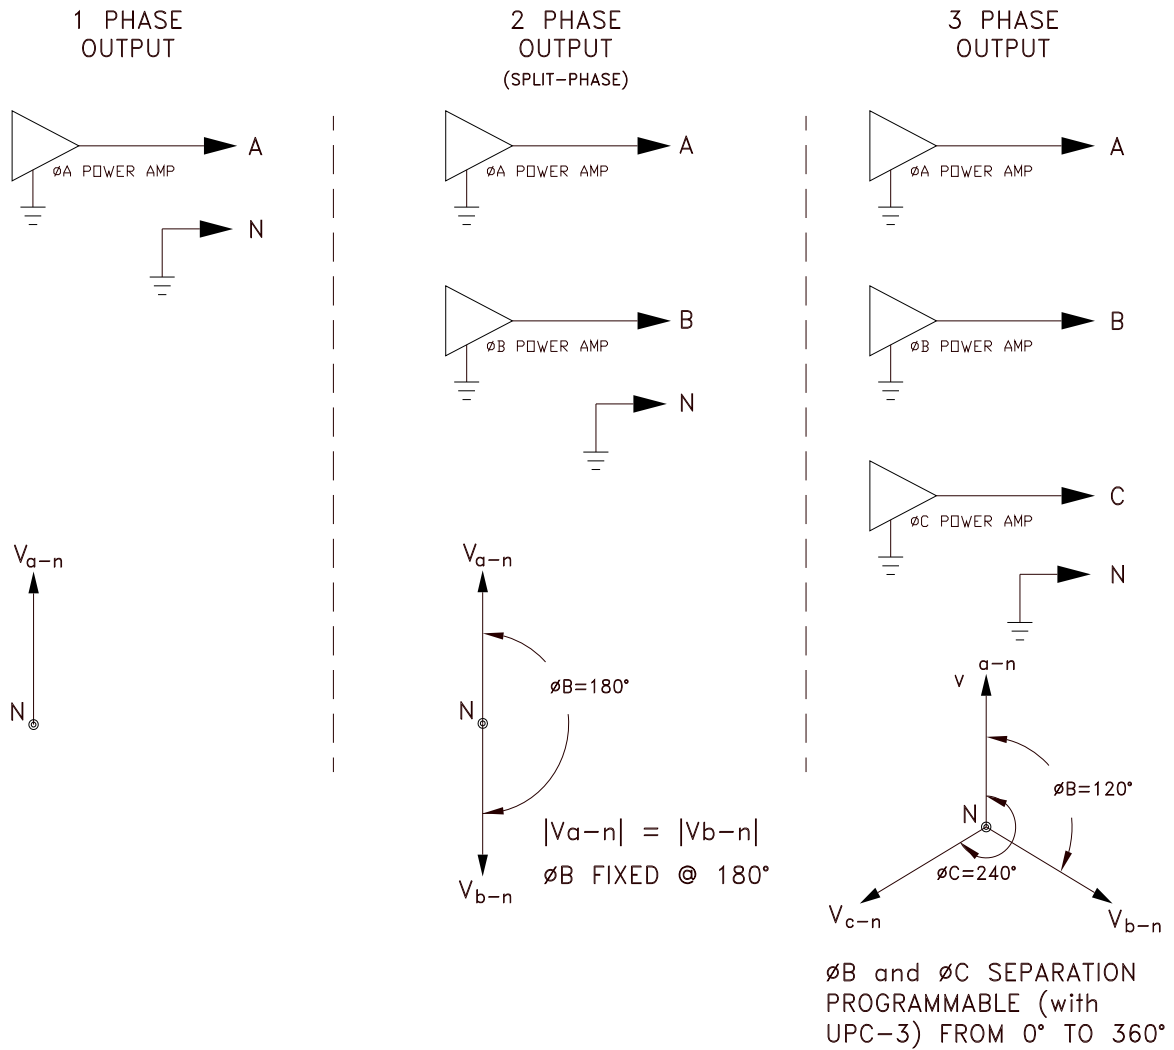 1 PHASE
OUTPUT
øA POWER AMP
A
N
Va-n
N
2 PHASE
OUTPUT
(SPLIT-PHASE)
øA POWER AMP
A
øB POWER AMP
B
N
Va-n
øB=180°
N
Vb-n
|Va-n| = |Vb-n|
øB FIXED @ 180°
3 PHASE
OUTPUT
øA POWER AMP
A
øB POWER AMP
B
øC POWER AMP
C
N
v a-n
øB=120°
N
øC=240°
Vc-n
Vb-n
øB and øC SEPARATION
PROGRAMMABLE (with
UPC-3) FROM 0° TO 360°